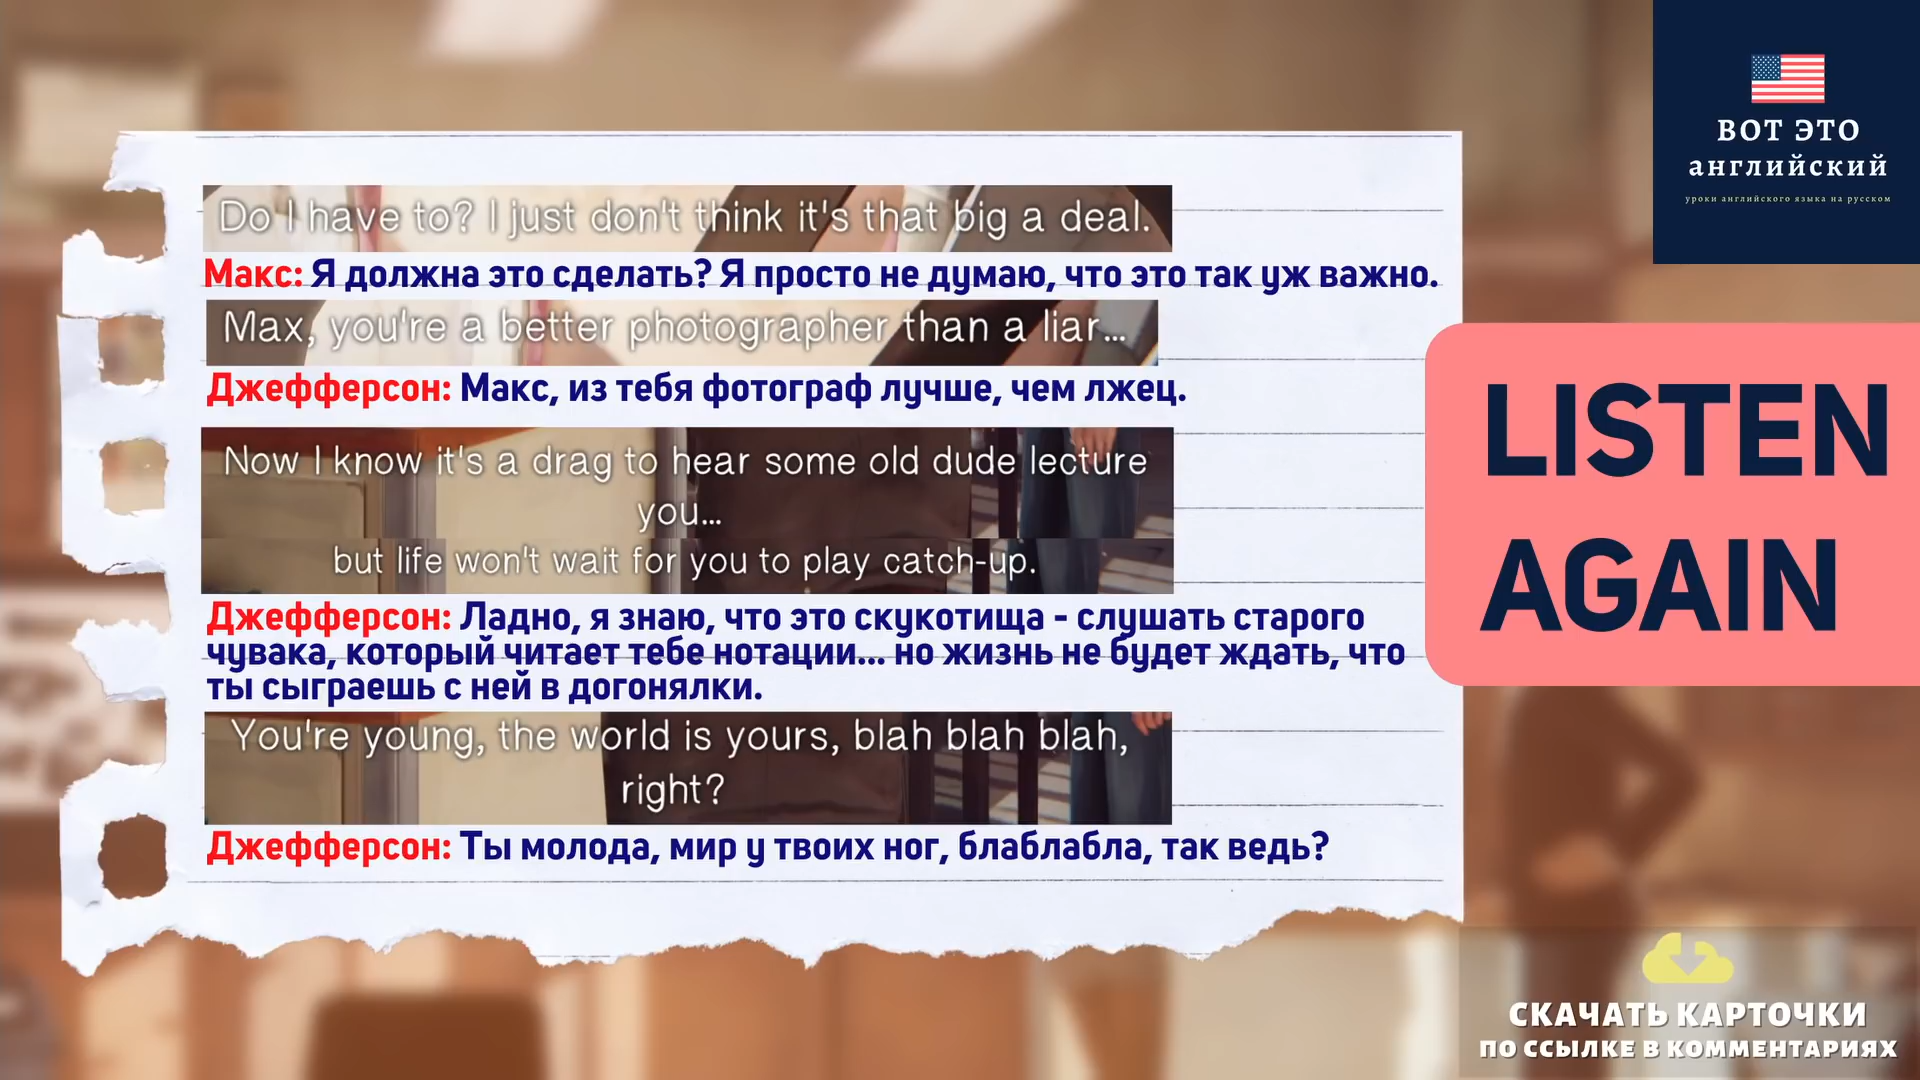 ВОТ ЭТО
английский
уроки английского языка на русском
Do I have to? I just don't think it's that big a deal.
Макс: Я должна это сделать? Я просто не думаю, что это так уж важно.
Max, you're a better photographer than a liar...
Джефферсон: Макс, из тебя фотограф лучше, чем лжец.
Now I know it's a drag to hear some old dude lecture
you...
but life won't wait for you to play catch-up.
Джефферсон: Ладно, я знаю, что это скукотища - слушать старого
чувака, который читает тебе нотации... но жизнь не будет ждать, что
ты сыграешь с ней в догонялки.
You're young, the world is yours, blah blah blah,
right?
Джефферсон: Ты молода, мир у твоих ног, блаблабла, так ведь?
LISTEN
AGAIN
СКАЧАТЬ КАРТОЧКИ
ПО ССЫЛКЕ В КОММЕНТАРИЯХ